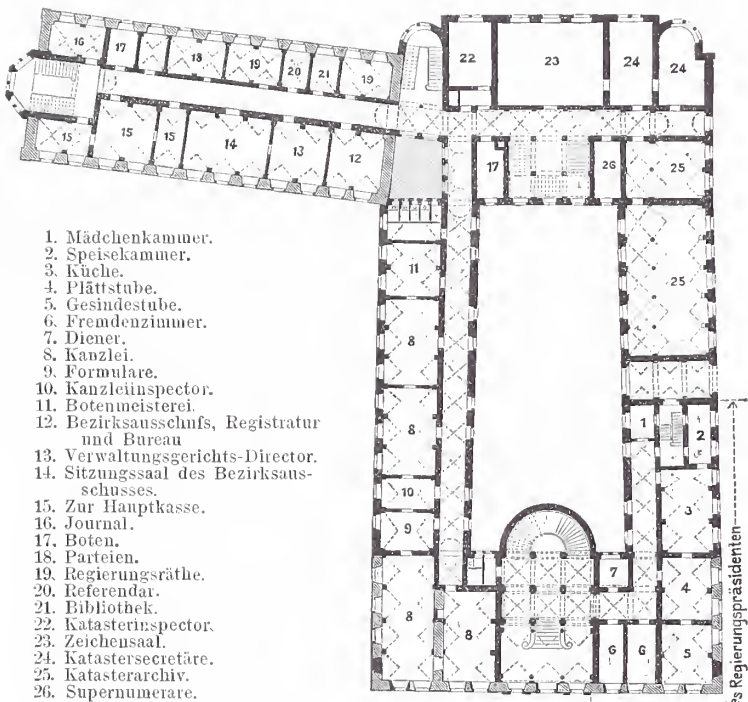 16 17 18 19 20 21 19
15 15 15 14 13 12
22 23 24 24
17 26 25
25
11
8
8
10
9
8 8
1 2
3
7 4
6 6 5
1. Mädchenkammer.
2. Speisekammer.
3. Küche.
4. Plättstube.
5. Gesindestube.
6. Fremdenzimmer.
7. Diener.
8. Kanzlei.
9. Formulare.
10. Kanzleiinspector.
11. Botenmeisterei.
12. Bezirksausschufs, Registratur
und Bureau
13. Verwaltungsgerichts-Director.
14. Sitzungssaal des Bezirksaus-
schusses.
15. Zur Hauptkasse.
16. Journal.
17. Boten.
18. Parteien.
19. Regierungsräthe.
20. Referendar.
21. Bibliothek.
22. Katasterinspector.
23. Zeichensaal.
24. Katastersecretäre.
25. Katasterarchiv.
26. Supernumerare.
Regierungspräsidenten